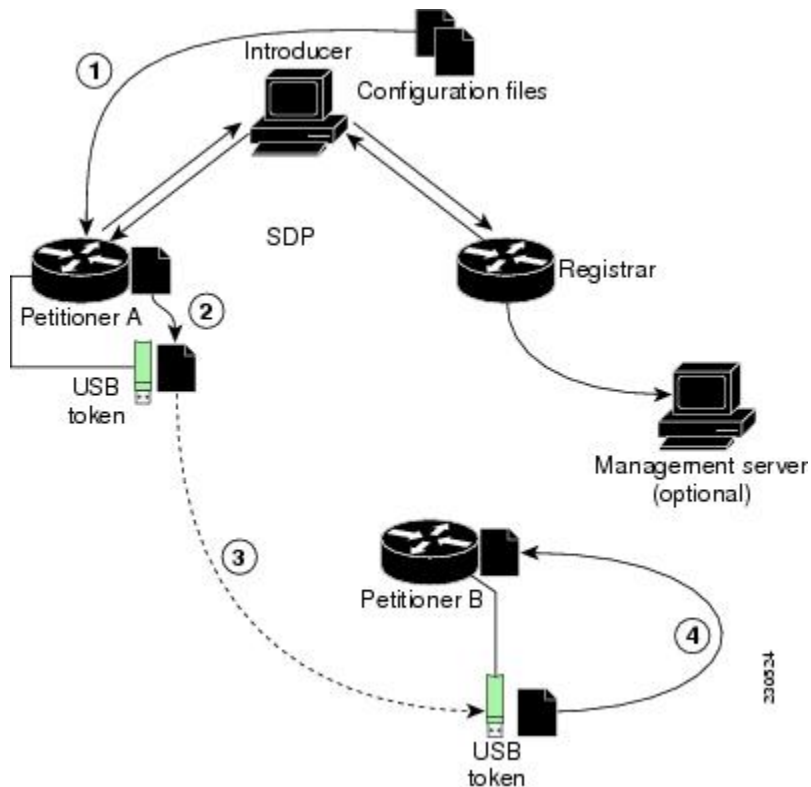 Introducer
1
Configuration files
SDP
Registrar
Petitioner A
2
USB
token
Management server
(optional)
3
Petitioner B
4
230524
USB
token